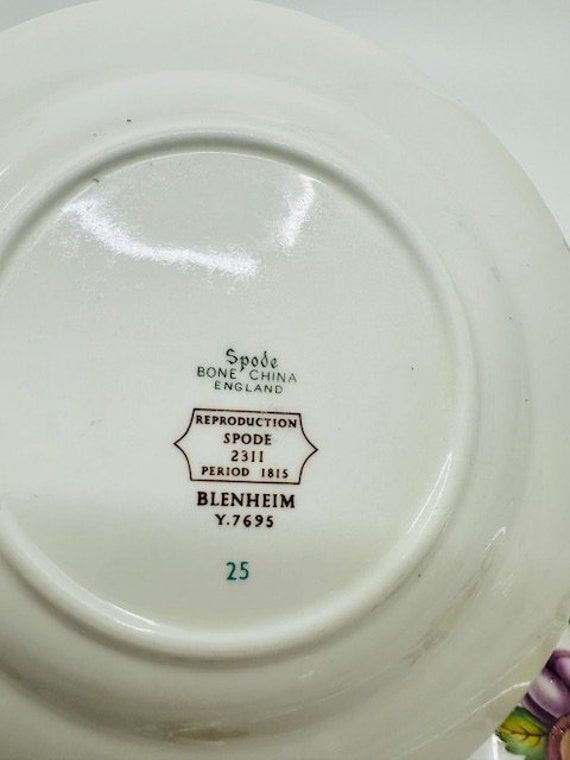 Spode
BONE CHINA
ENGLAND
REPRODUCTION
SPODE
2311
PERIOD 1815
BLENHEIM
Y.7695
25